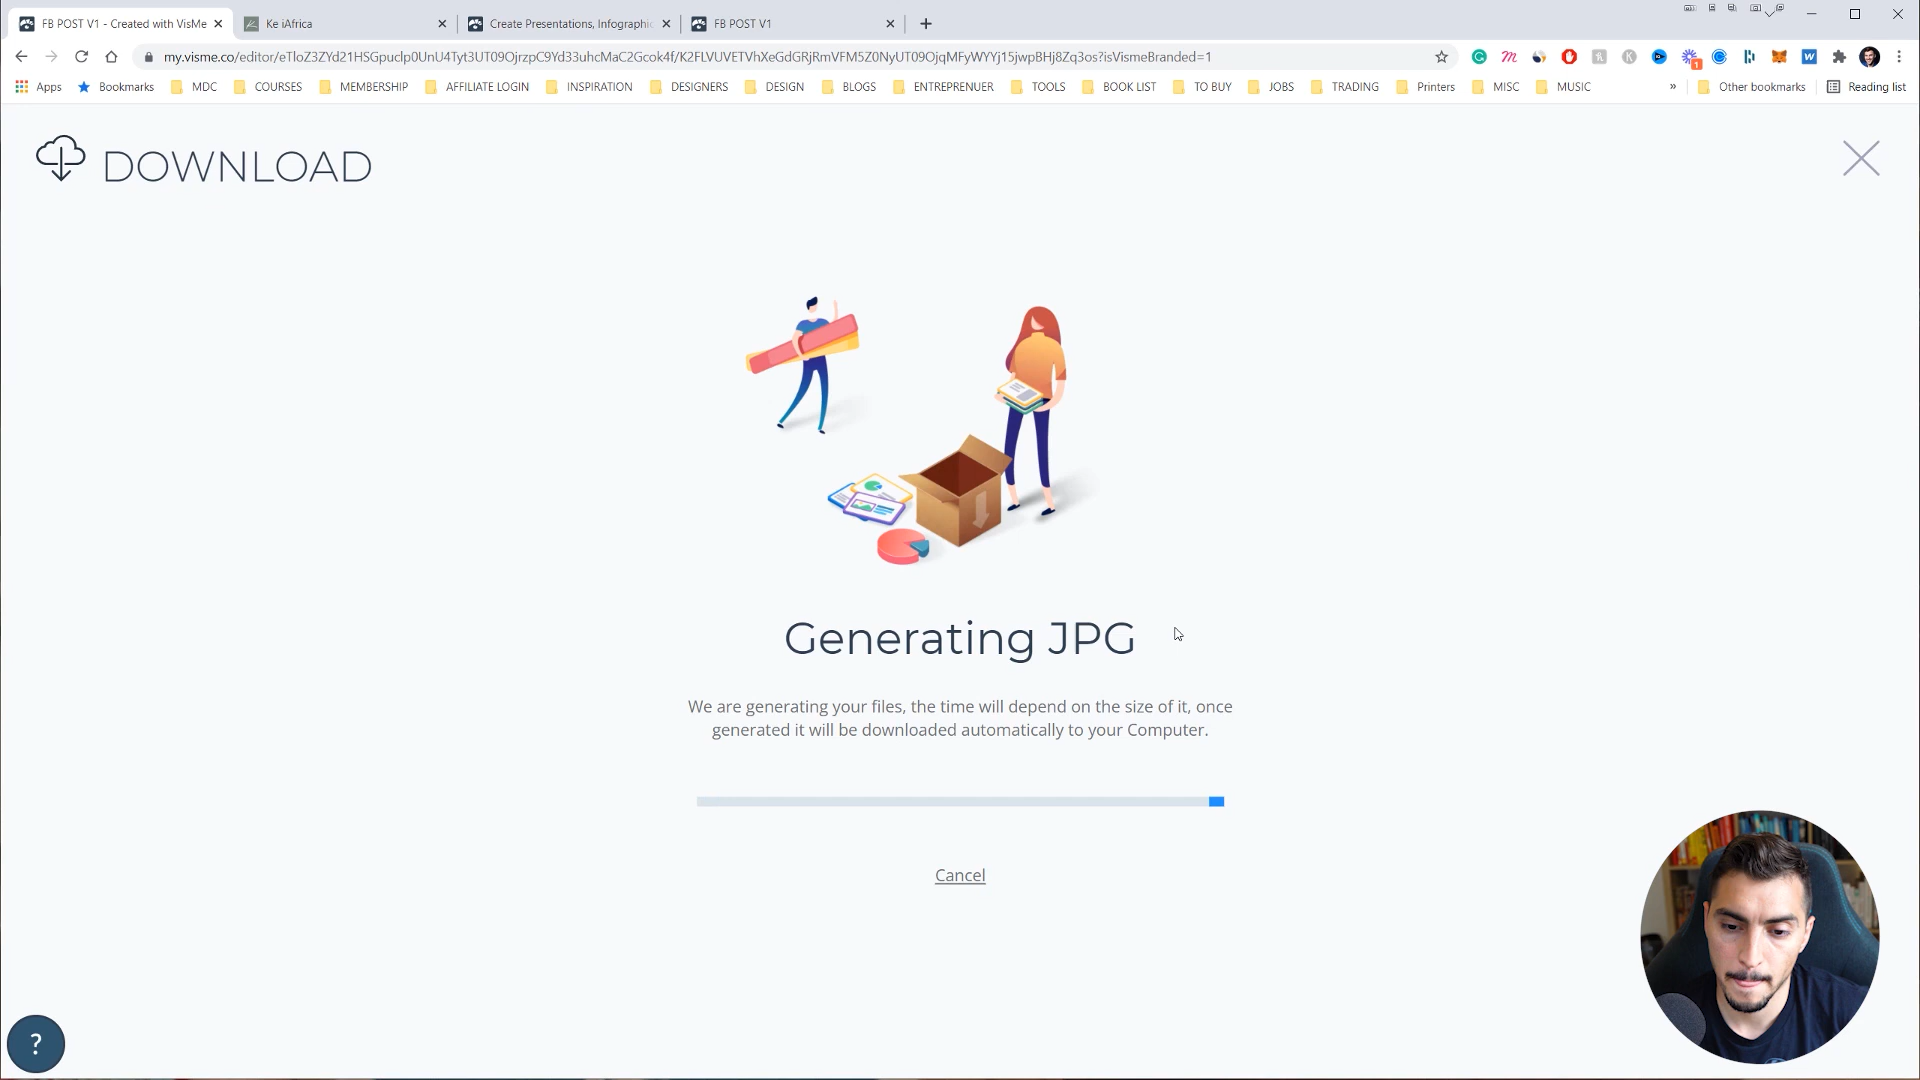 FB POST V1 - Created with VisMe
Ke iAfrica
Create Presentations, Infographic
FB POST V1
my.visme.co/editor/eTloZ3ZYd21HSGpuclp0UnU4Tyt3UT09OjrzpC9Yd33uhcMaC2Gcok4f/K2FLVUVETVhXeGdGRjRmVFM5Z0NyUT09OjqMFyWYYj15jwpBHj8Zq3os?isVismeBranded=1
Apps
Bookmarks
MDC
COURSES
MEMBERSHIP
AFFILIATE LOGIN
INSPIRATION
DESIGNERS
DESIGN
BLOGS
ENTREPRENUER
TOOLS
BOOK LIST
TO BUY
JOBS
TRADING
Printers
MISC
MUSIC
»
Other bookmarks
Reading list
DOWNLOAD
Generating JPG
We are generating your files, the time will depend on the size of it, once
generated it will be downloaded automatically to your Computer.
Cancel
?